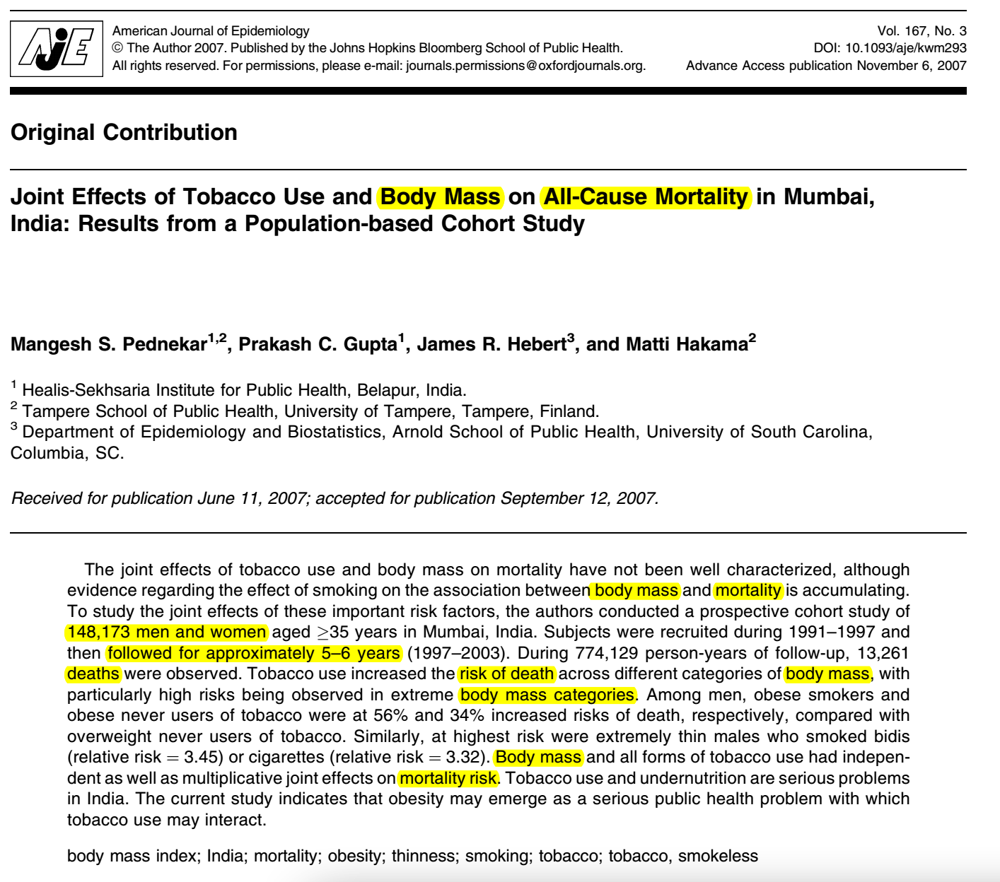 AJE
American Journal of Epidemiology
© The Author 2007. Published by the Johns Hopkins Bloomberg School of Public Health.
All rights reserved. For permissions, please e-mail: journals.permissions@oxfordjournals.org.
Vol. 167, No. 3
DOI: 10.1093/aje/kwm293
Advance Access publication November 6, 2007
Original Contribution
Joint Effects of Tobacco Use and Body Mass on All-Cause Mortality in Mumbai,
India: Results from a Population-based Cohort Study
Mangesh S. Pednekar1,2, Prakash C. Gupta1, James R. Hebert3, and Matti Hakama2
1 Healis-Sekhsaria Institute for Public Health, Belapur, India.
2 Tampere School of Public Health, University of Tampere, Tampere, Finland.
3 Department of Epidemiology and Biostatistics, Arnold School of Public Health, University of South Carolina,
Columbia, SC.
Received for publication June 11, 2007; accepted for publication September 12, 2007.
The joint effects of tobacco use and body mass on mortality have not been well characterized, although
evidence regarding the effect of smoking on the association between body mass and mortality is accumulating.
To study the joint effects of these important risk factors, the authors conducted a prospective cohort study of
148,173 men and women aged ≥35 years in Mumbai, India. Subjects were recruited during 1991–1997 and
then followed for approximately 5–6 years (1997–2003). During 774,129 person-years of follow-up, 13,261
deaths were observed. Tobacco use increased the risk of death across different categories of body mass, with
particularly high risks being observed in extreme body mass categories. Among men, obese smokers and
obese never users of tobacco were at 56% and 34% increased risks of death, respectively, compared with
overweight never users of tobacco. Similarly, at highest risk were extremely thin males who smoked bidis
(relative risk = 3.45) or cigarettes (relative risk = 3.32). Body mass and all forms of tobacco use had indepen-
dent as well as multiplicative joint effects on mortality risk. Tobacco use and undernutrition are serious problems
in India. The current study indicates that obesity may emerge as a serious public health problem with which
tobacco use may interact.
body mass index; India; mortality; obesity; thinness; smoking; tobacco; tobacco, smokeless